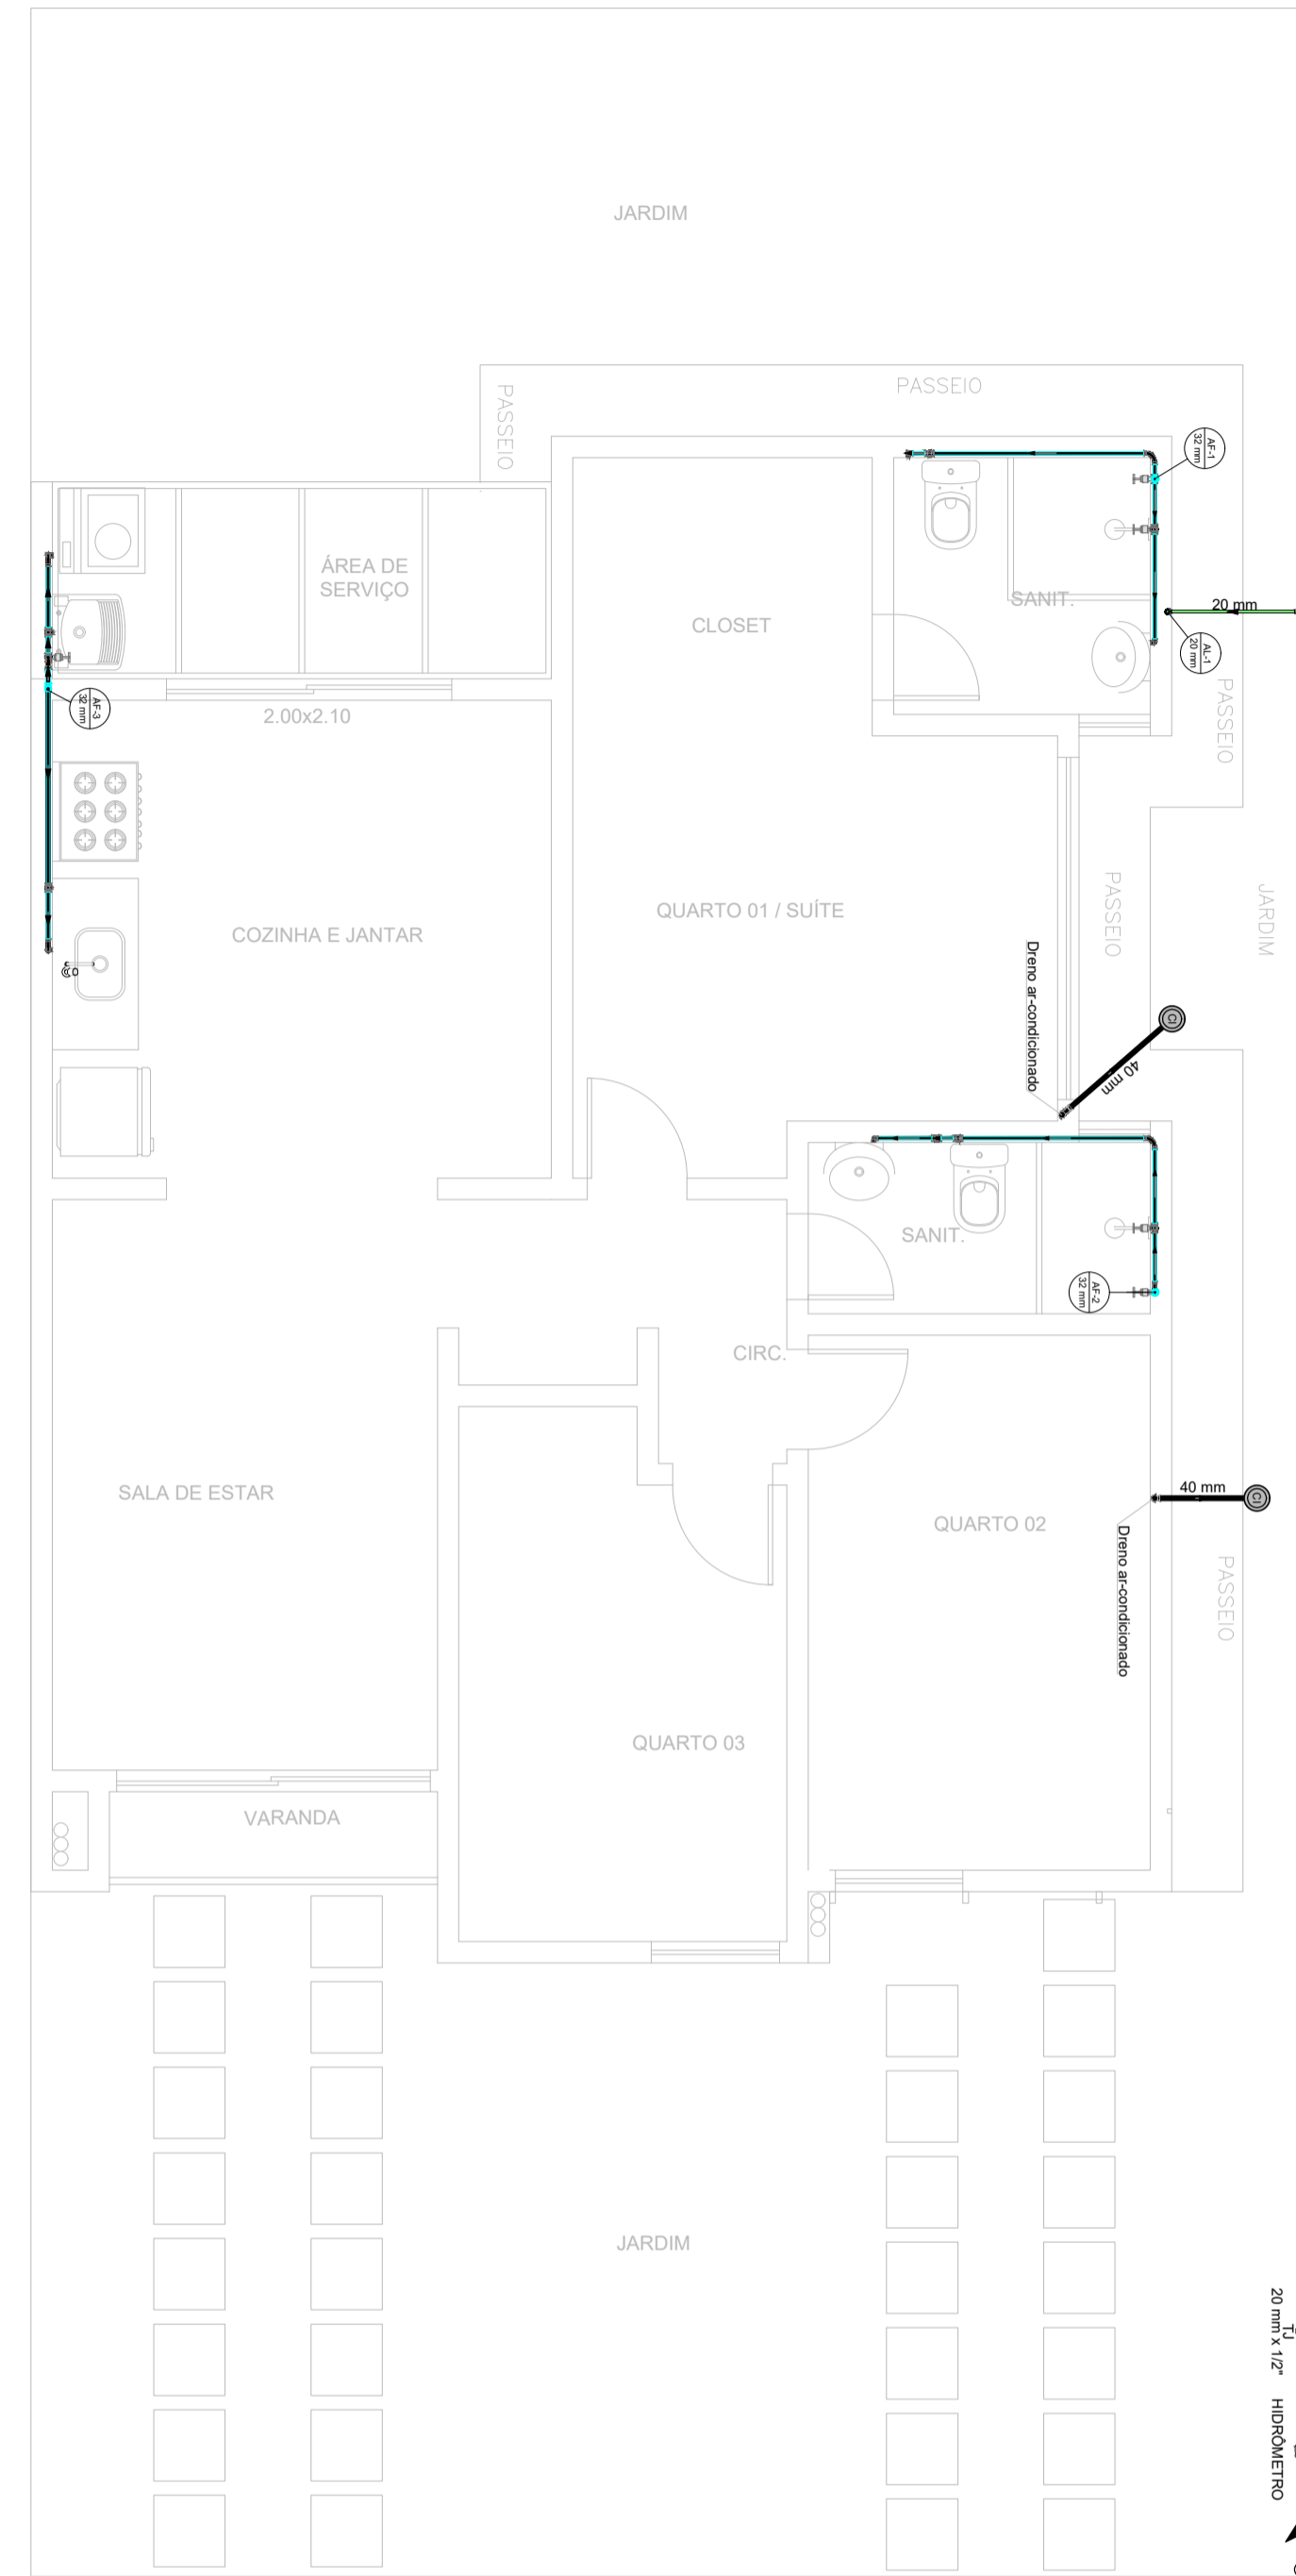 JARDIM
PASSEIO
PASSEIO
AF-1
32 mm
ÁREA DE
SERVIÇO
CLOSET
SANIT.
20 mm
AL-1
20 mm
PASSEIO
AF-3
32 mm
2.00x2.10
COZINHA E JANTAR
QUARTO 01 / SUÍTE
PASSEIO
JARDIM
Dreno ar-condicionado
CI
40 mm
SANIT.
AF-2
32 mm
CIRC.
SALA DE ESTAR
QUARTO 02
40 mm
CI
Dreno ar-condicionado
PASSEIO
QUARTO 03
VARANDA
JARDIM
TJ
20 mm x 1/2"
HIDRÔMETRO